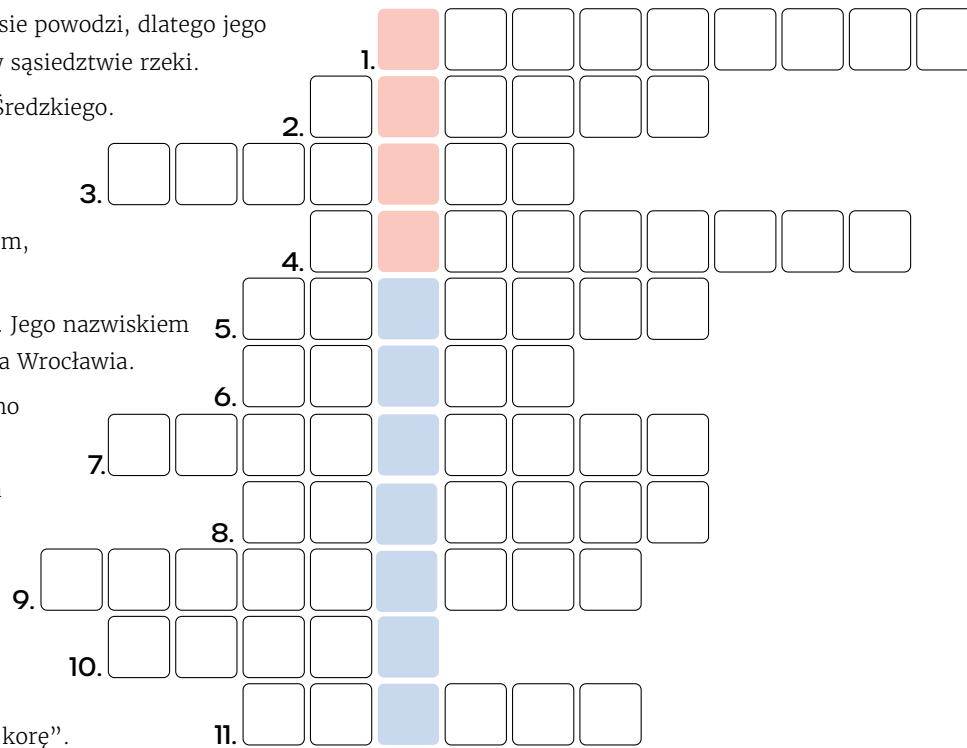 sie powodzi, dlatego jego
sąsiedztwie rzeki.
1.
Średzkiego.
2.
3.
m,
4.
Jego nazwiskiem
5.
a Wrocławia.
6.
no
7.
8.
9.
10.
korę”.
11.